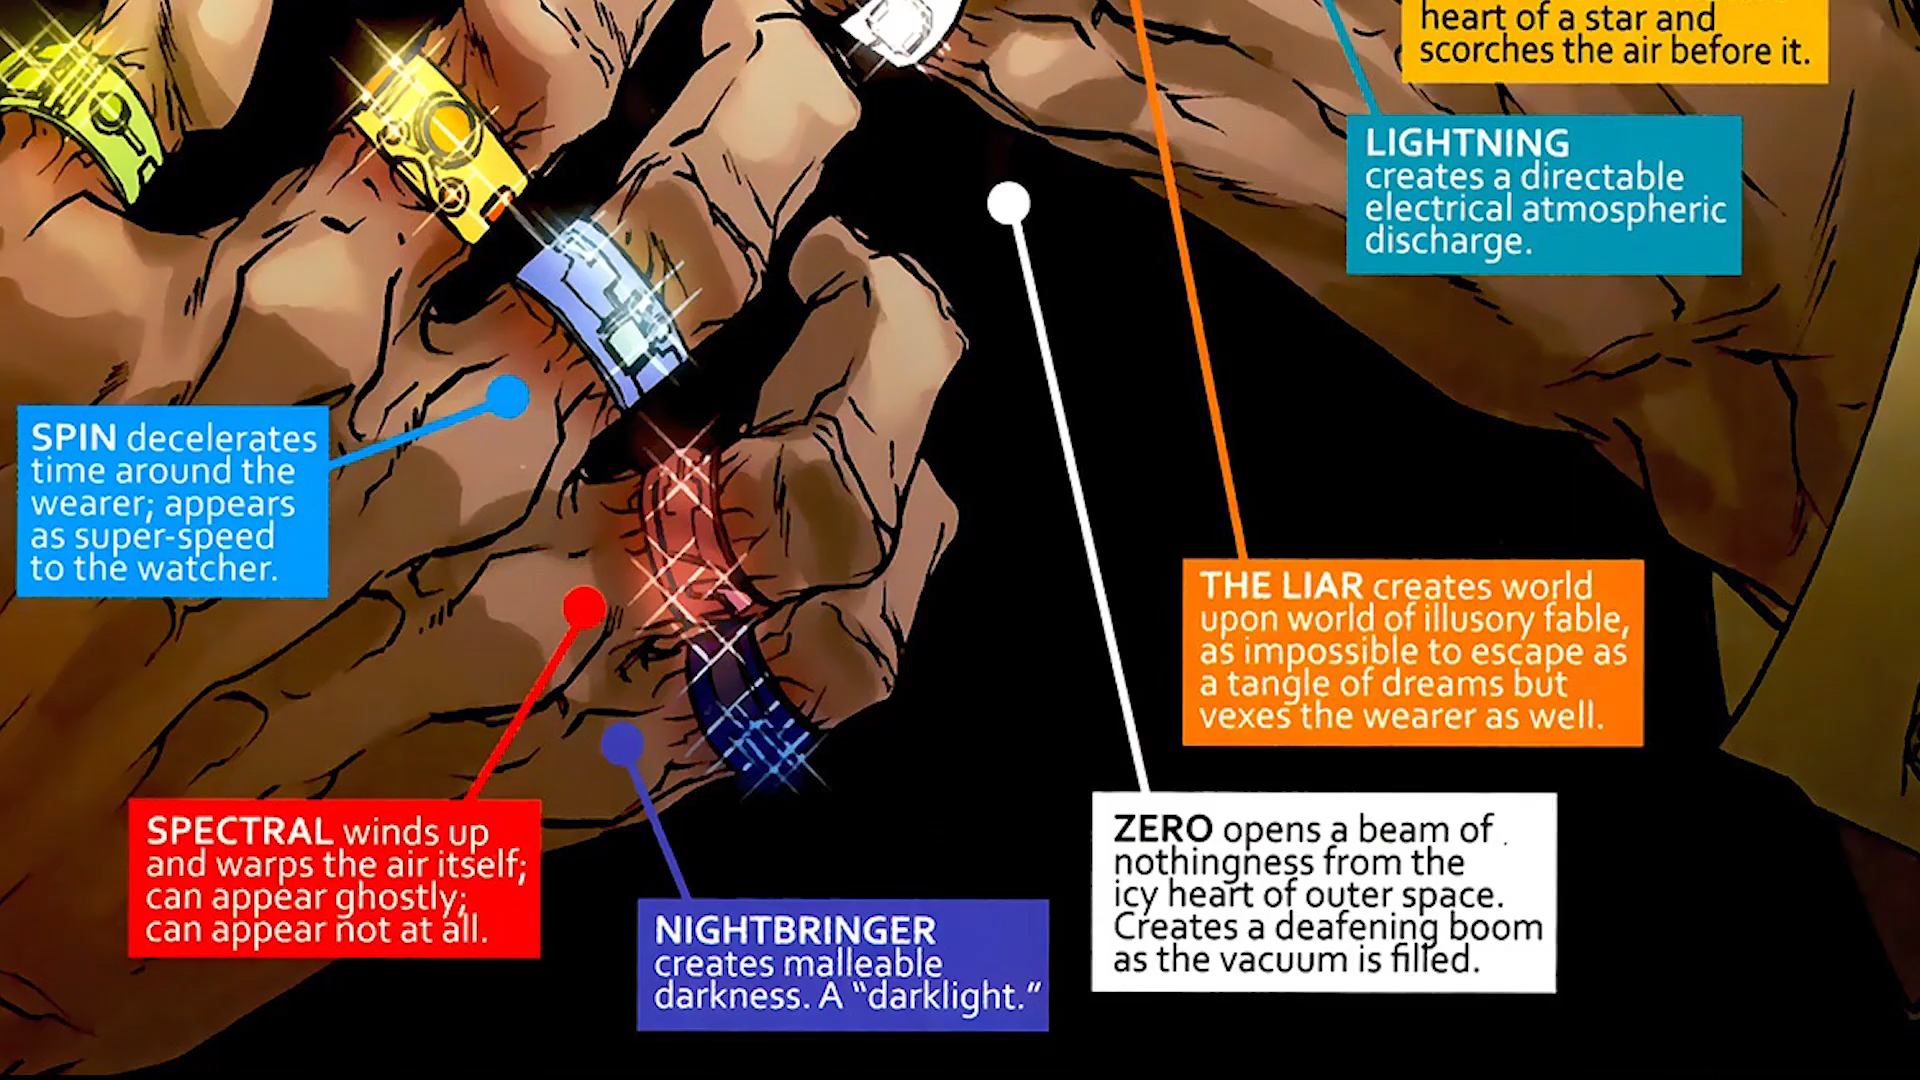 heart of a star and
scorches the air before it.
LIGHTNING
creates a directable
electrical atmospheric
discharge.
SPIN decelerates
time around the
wearer; appears
as super-speed
to the watcher.
THE LIAR creates world
upon world of illusory fable,
as impossible to escape as
a tangle of dreams but
vexes the wearer as well.
SPECTRAL winds up
and warps the air itself;
can appear ghostly;
can appear not at all.
ZERO opens a beam of
nothingness from the
icy heart of outer space.
Creates a deafening boom
as the vacuum is filled.
NIGHTBRINGER
creates malleable
darkness. A “darklight.”